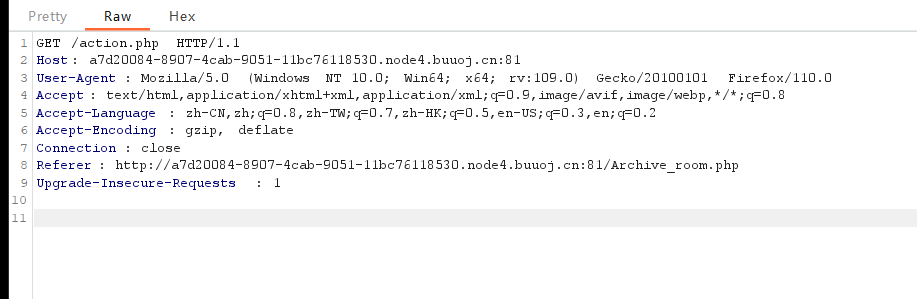 Pretty Raw Hex
1 GET /action.php HTTP/1.1
2 Host: a7d20084-8907-4cab-9051-11bc76118530.node4.buuoj.cn:81
3 User-Agent : Mozilla/5.0 (Windows NT 10.0; Win64; x64; rv:109.0) Gecko/20100101 Firefox/110.0
4 Accept : text/html,application/xhtml+xml,application/xml;q=0.9,image/avif,image/webp,*/*;q=0.8
5 Accept-Language : zh-CN,zh;q=0.8,zh-TW;q=0.7,zh-HK;q=0.5,en-US;q=0.3,en;q=0.2
6 Accept-Encoding : gzip, deflate
7 Connection : close
8 Referer : http://a7d20084-8907-4cab-9051-11bc76118530.node4.buuoj.cn:81/Archive_room.php
9 Upgrade-Insecure-Requests : 1
10
11